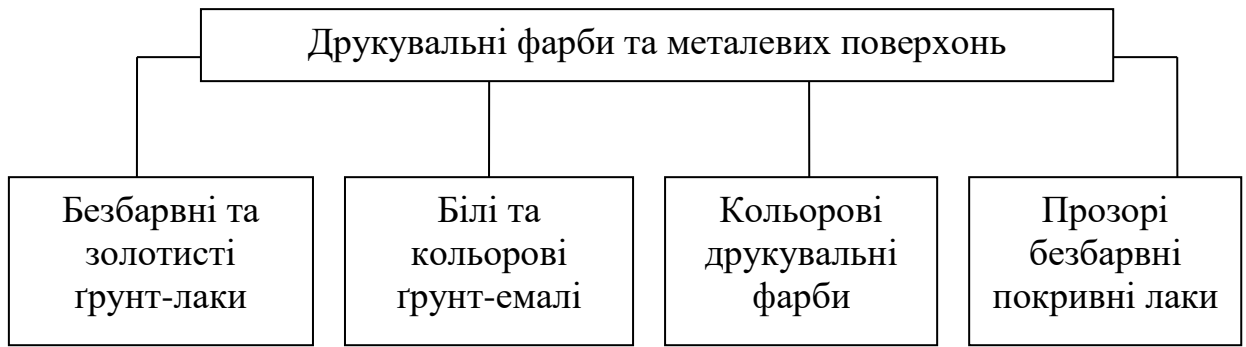 Друкувальні фарби та металевих поверхонь
Безбарвні та
золотисті
ґрунт-лаки
Білі та
кольорові
ґрунт-емалі
Кольорові
друкувальні
фарби
Прозорі
безбарвні
покривні лаки